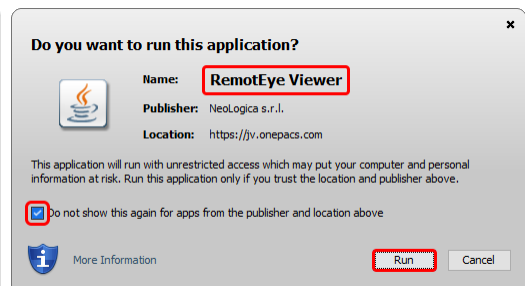 Do you want to run this application?
Name: RemotEye Viewer
Publisher: NeoLogica s.r.l.
Location: https://jv.onepacs.com
This application will run with unrestricted access which may put your computer and personal
information at risk. Run this application only if you trust the location and publisher above.
Do not show this again for apps from the publisher and location above
More Information Run Cancel